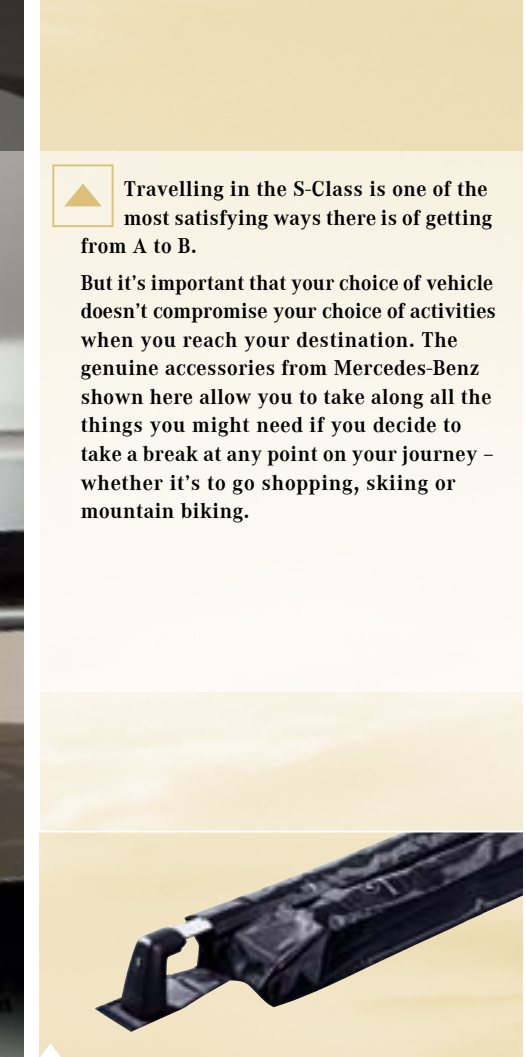 Travelling in the S-Class is one of the
most satisfying ways there is of getting
from A to B.
But it’s important that your choice of vehicle
doesn’t compromise your choice of activities
when you reach your destination. The
genuine accessories from Mercedes-Benz
shown here allow you to take along all the
things you might need if you decide to
take a break at any point on your journey –
whether it’s to go shopping, skiing or
mountain biking.